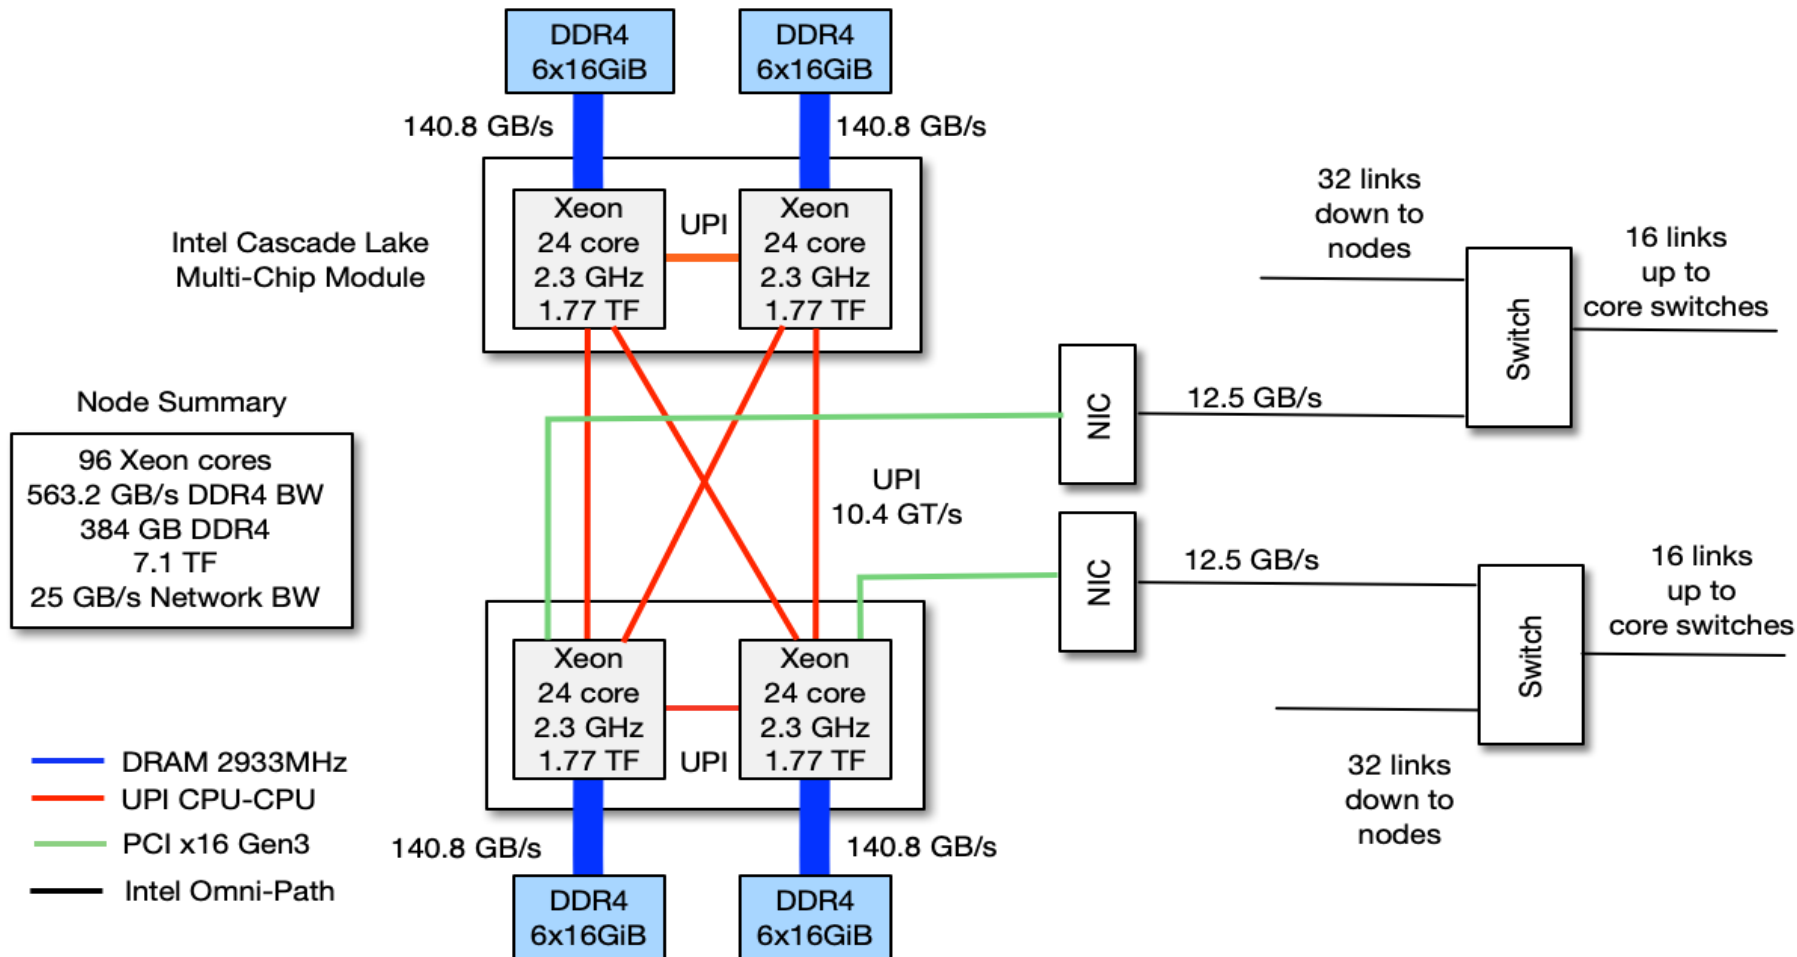 DDR4
6x16GiB
DDR4
6x16GiB
140.8 GB/s
140.8 GB/s
Intel Cascade Lake
Multi-Chip Module
Xeon
24 core
2.3 GHz
1.77 TF
UPI
Xeon
24 core
2.3 GHz
1.77 TF
32 links
down to
nodes
16 links
up to
core switches
Switch
NIC
12.5 GB/s
Node Summary
96 Xeon cores
563.2 GB/s DDR4 BW
384 GB DDR4
7.1 TF
25 GB/s Network BW
UPI
10.4 GT/s
NIC
12.5 GB/s
16 links
up to
core switches
Switch
32 links
down to
nodes
Xeon
24 core
2.3 GHz
1.77 TF
UPI
Xeon
24 core
2.3 GHz
1.77 TF
DRAM 2933MHz
UPI CPU-CPU
PCI x16 Gen3
Intel Omni-Path
140.8 GB/s
140.8 GB/s
DDR4
6x16GiB
DDR4
6x16GiB